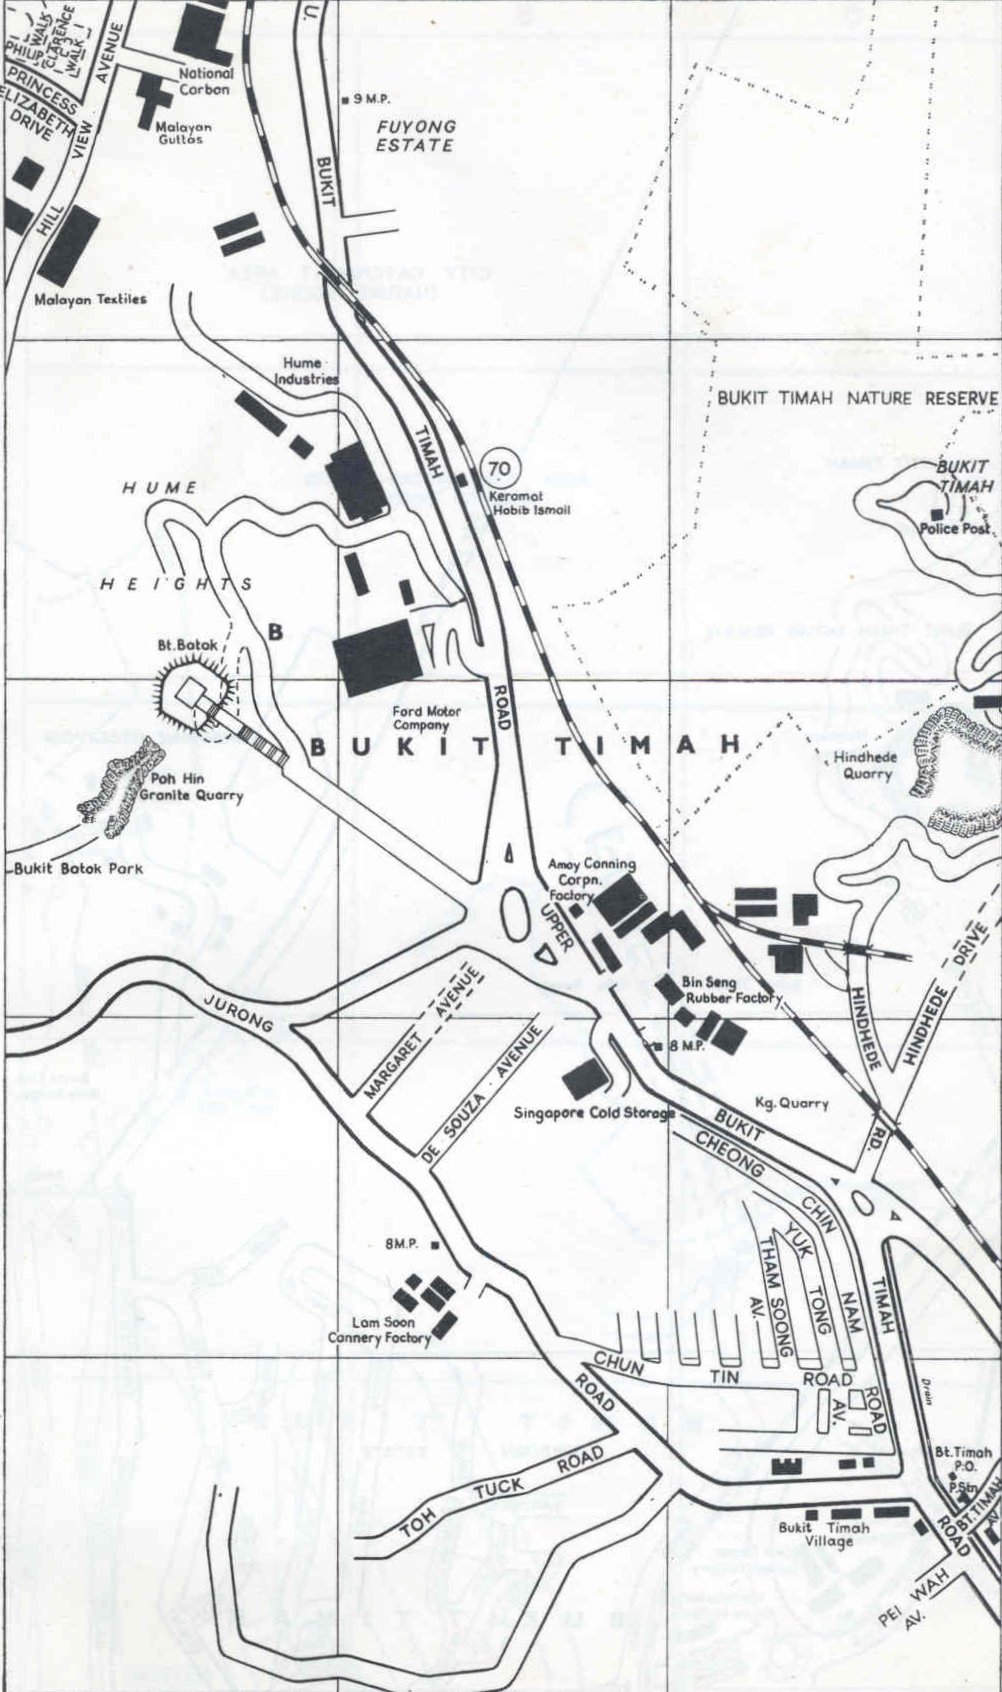 PHILIP WALK
CLARENCE WALK
PRINCESS
ELIZABETH
DRIVE
HILL VIEW AVENUE
National
Carbon
Malayan
Guttas
Malayan Textiles
U. BUKIT TIMAH ROAD
9 M.P.
FUYONG
ESTATE
Hume
Industries
70
Keramat
Habib Ismail
BUKIT TIMAH NATURE RESERVE
BUKIT
TIMAH
Police Post
HUME
HEIGHTS
B
Bt. Batok
Ford Motor
Company
BUKIT TIMAH
Poh Hin
Granite Quarry
Bukit Batok Park
Hindhede
Quarry
Amoy Canning
Corpn.
Factory
UPPER
Bin Seng
Rubber Factory
HINDHEDE RD.
HINDHEDE DRIVE
JURONG
MARGARET AVENUE
DE SOUZA AVENUE
8 M.P.
Singapore Cold Storage
Kg. Quarry
BUKIT
CHEONG
CHIN
NAM
ROAD
YUK
TONG
AV.
THAM SOONG
AV.
TIMAH
8 M.P.
Lam Soon
Cannery Factory
CHUN TIN ROAD
ROAD
Drain
TOH TUCK ROAD
Bt. Timah
P.O.
P. Stn.
BT. TIMAH
AV.
ROAD
Bukit Timah
Village
PEI WAH
AV.